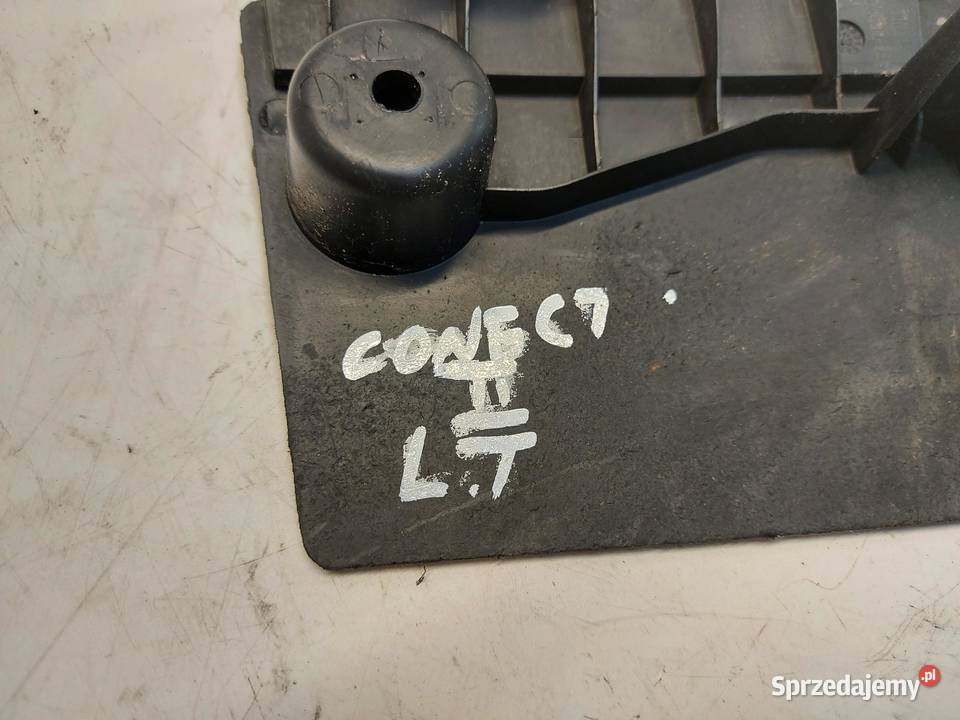 CONECT
II
L.T
Sprzedajemy.pl